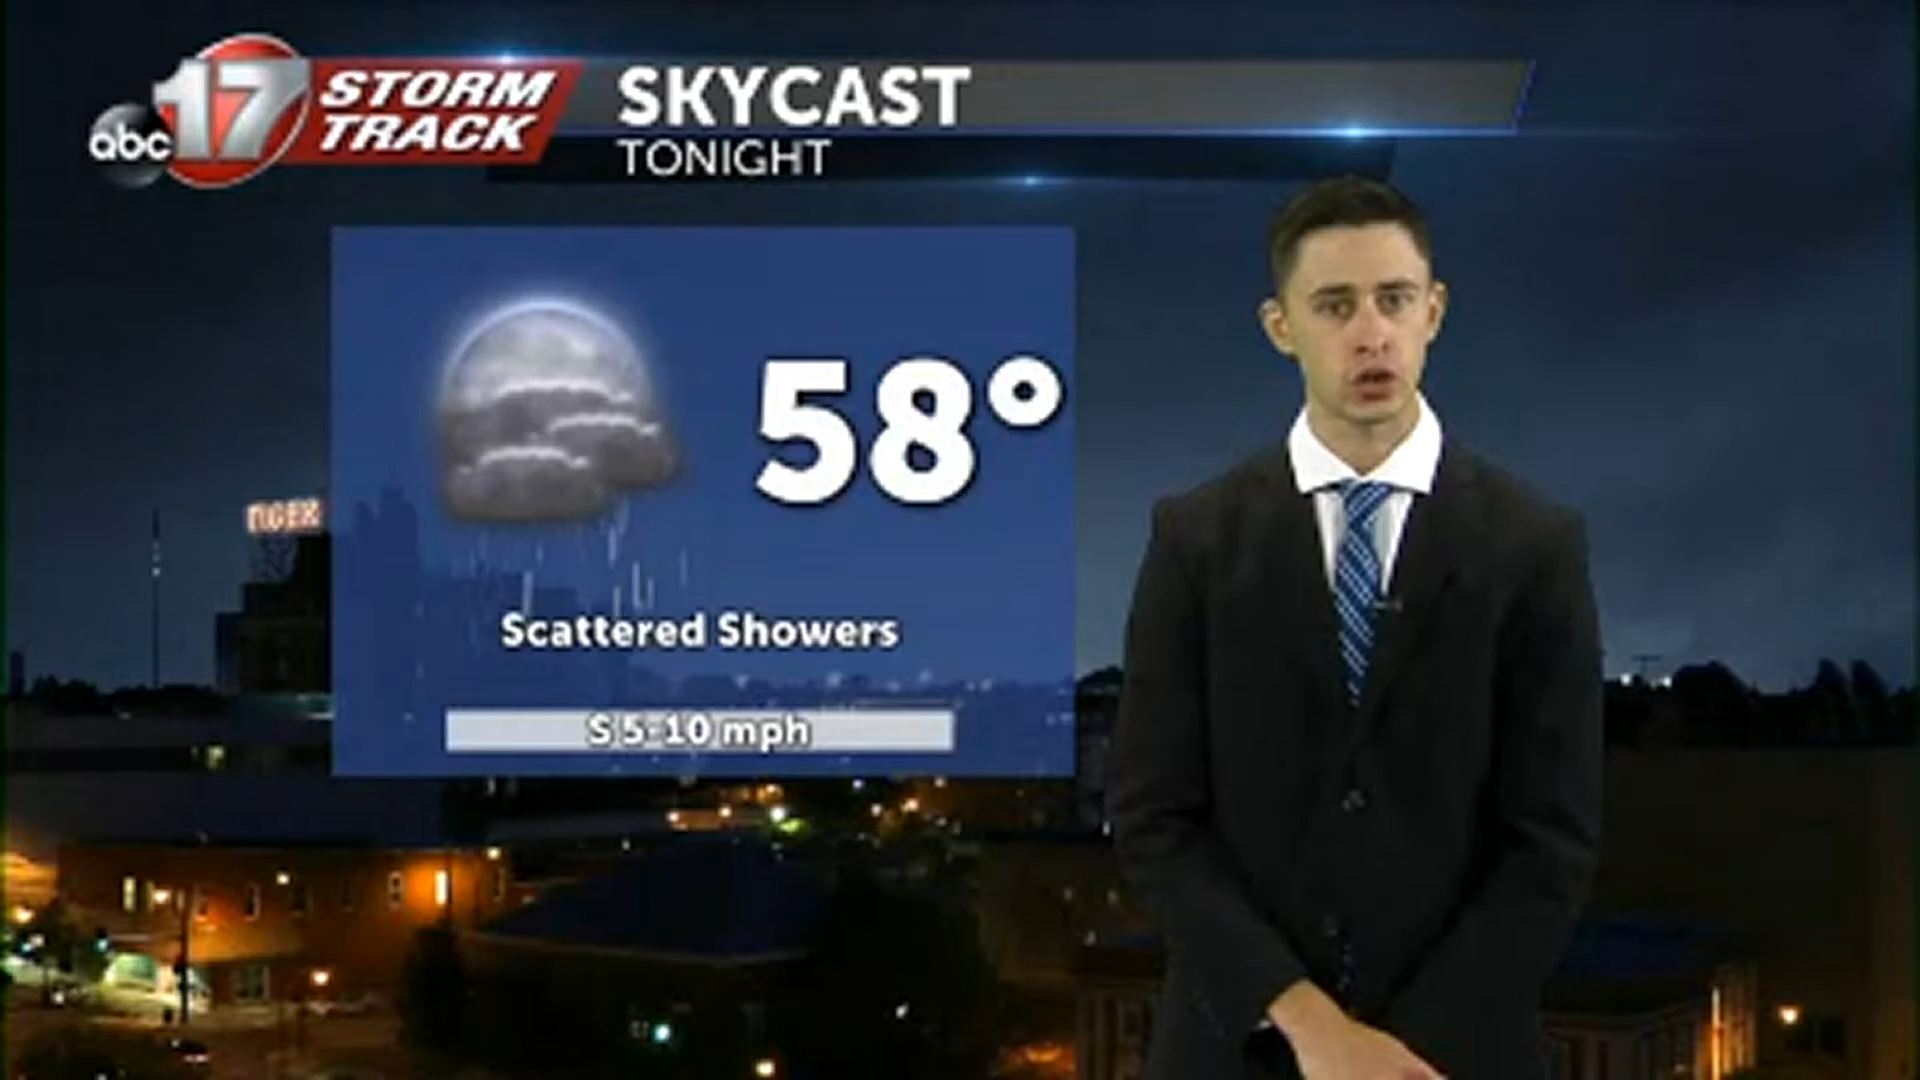 abc 17 STORM TRACK
SKYCAST
TONIGHT
58°
TIGER
Scattered Showers
S 5-10 mph